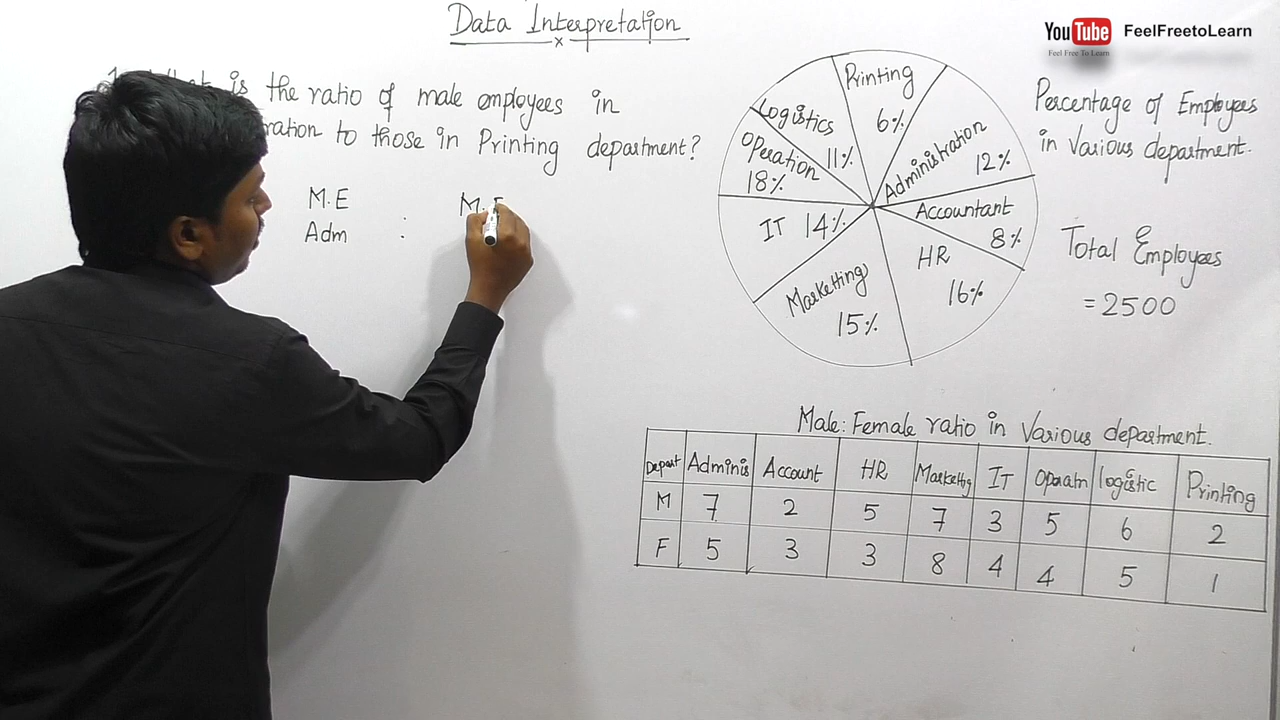 Data Interpretation
is the ratio of male employees in
ration to those in Printing department?
M.E
Adm :
M.E
Printing
6%
Logistics
11%
Operation
18%
Administration
12%
IT 14%
Accountant
8%
HR
16%
Marketting
15%
YouTube FeelFreetoLearn
Feel Free To Learn
Percentage of Employees
in Various department.
Total Employees
= 2500
Male: Female ratio in Various department.
Depart Adminis Account HR Marketting IT Operatn logistic Printing
M 7 2 5 7 3 5 6 2
F 5 3 3 8 4 4 5 1